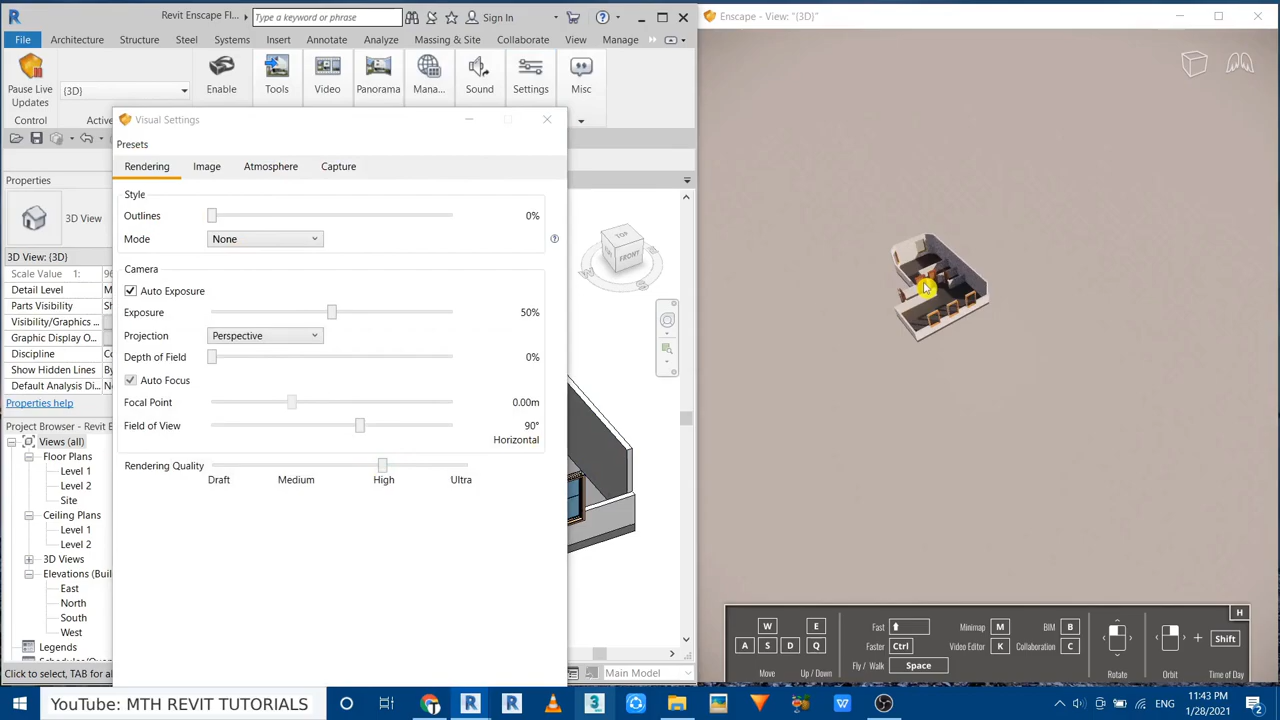 Revit Enscape Fl...
Type a keyword or phrase
Sign In
Enscape - View: "(3D)"
File
Architecture
Structure
Steel
Systems
Insert
Annotate
Analyze
Massing & Site
Collaborate
View
Manage
Pause Live
Updates
(3D)
Enable
Tools
Video
Panorama
Mana...
Sound
Settings
Misc
Control
Active
Visual Settings
Presets
Rendering
Image
Atmosphere
Capture
Style
Outlines
0%
Mode
None
Camera
Auto Exposure
Exposure
50%
Projection
Perspective
Depth of Field
0%
Auto Focus
Focal Point
0.00m
Field of View
90°
Horizontal
Rendering Quality
Draft
Medium
High
Ultra
Properties
3D View
3D View: (3D)
Scale Value 1:
Detail Level
Parts Visibility
Visibility/Graphics
Graphic Display O
Discipline
Show Hidden Lines
Default Analysis Di
Properties help
Project Browser - Revit E
Views (all)
Floor Plans
Level 1
Level 2
Site
Ceiling Plans
Level 1
Level 2
3D Views
Elevations (Buil
East
North
South
West
Legends
Click to select, TAB for al
Main Model
TOP
FRONT
W
E
A
S
D
Q
Move
Up / Down
Fast
Faster
Ctrl
Fly / Walk
Space
Minimap
M
Video Editor
K
BIM
B
Collaboration
C
Rotate
Orbit
+
Shift
Time of Day
H
YouTube: MTH REVIT TUTORIALS
11:43 PM
1/28/2021
2